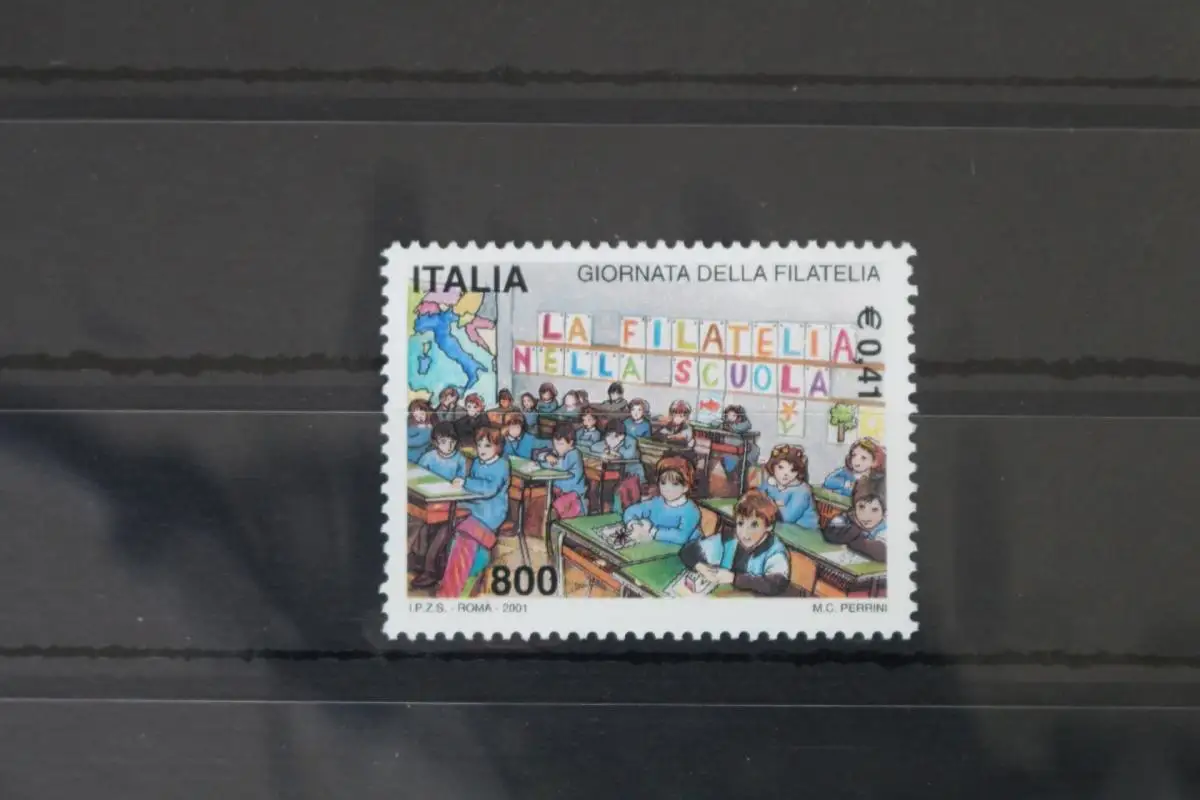 ITALIA
GIORNATA DELLA FILATELIA
€ 0,41
LA FILATELIA
NELLA SCUOLA
800
I.P.Z.S. - ROMA - 2001
M.C. PERRINI